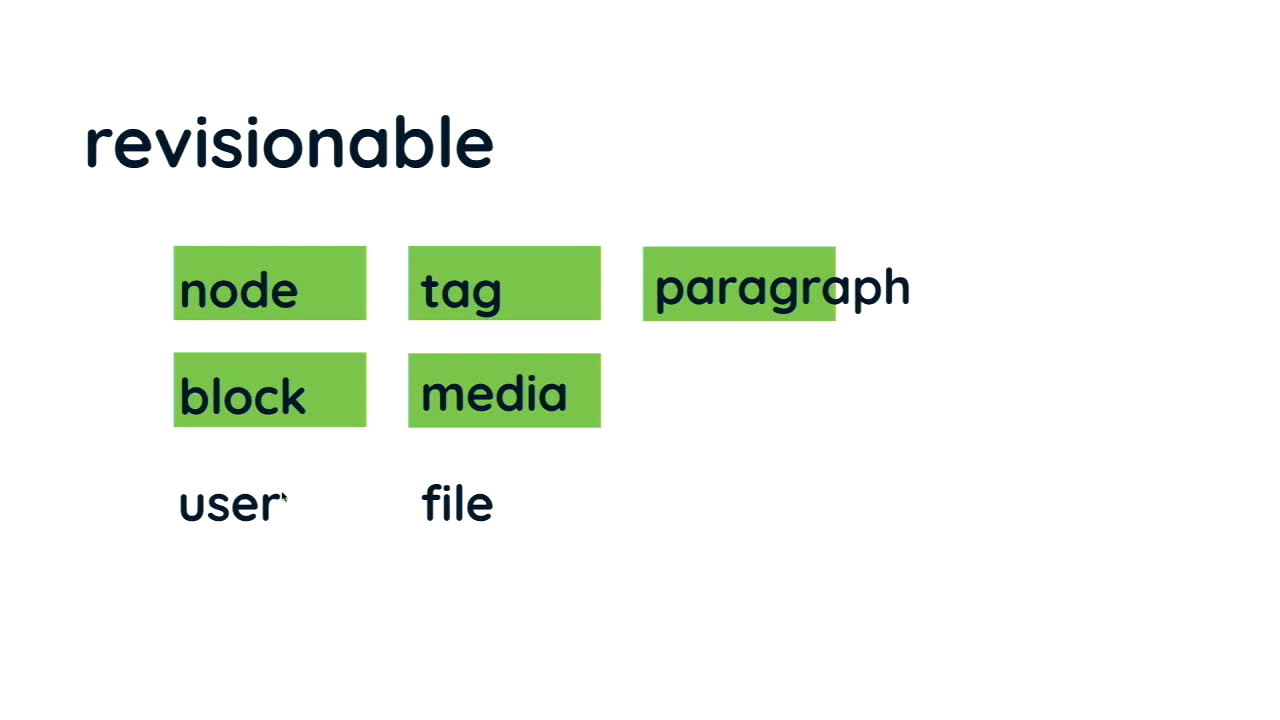 revisionable
node tag paragraph
block media
user file